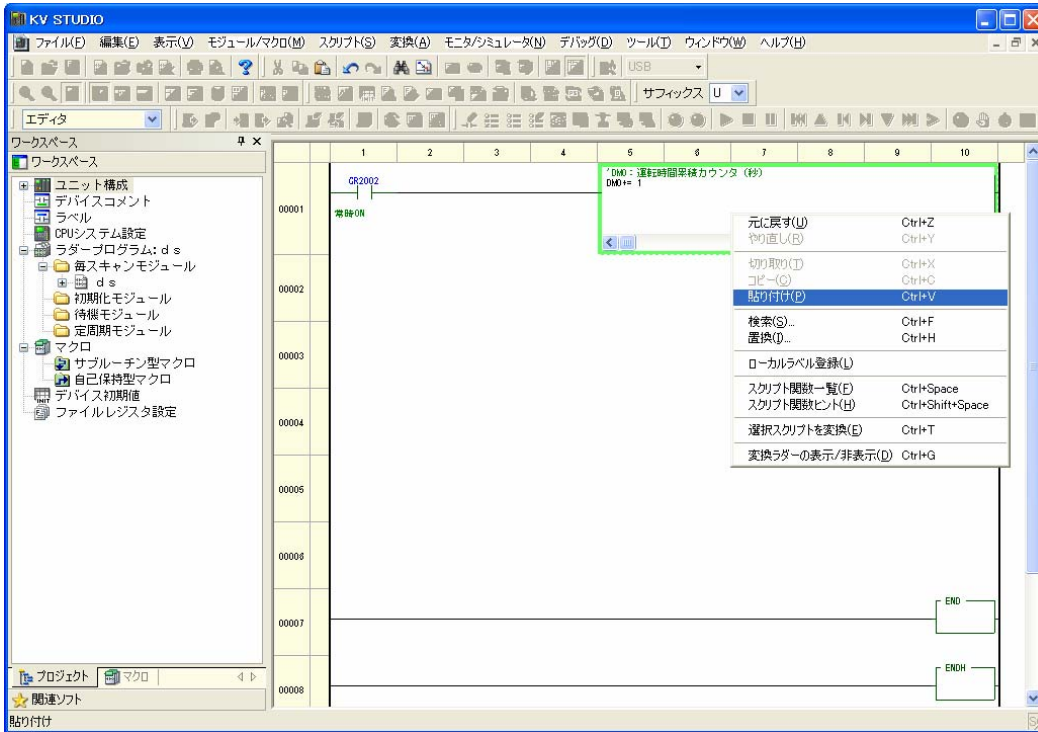 KV STUDIO
ファイル(F) 編集(E) 表示(V) モジュール/マクロ(M) スクリプト(S) 変換(A) モニタ/シミュレータ(N) デバッグ(D) ツール(T) ウィンドウ(W) ヘルプ(H)
USB
サフィックス U
エディタ
ワークスペース
ワークスペース
ユニット構成
デバイスコメント
ラベル
CPUシステム設定
ラダープログラム: d s
毎スキャンモジュール
d s
初期化モジュール
待機モジュール
定周期モジュール
マクロ
サブルーチン型マクロ
自己保持型マクロ
デバイス初期値
ファイルレジスタ設定
プロジェクト マクロ
関連ソフト
貼り付け
1 2 3 4 5 6 7 8 9 10
00001
CR2002
常時ON
'DM0：運転時間累積カウンタ（秒）
DM0 += 1
元に戻す(U) Ctrl+Z
やり直し(R) Ctrl+Y
切り取り(T) Ctrl+X
コピー(C) Ctrl+C
貼り付け(P) Ctrl+V
検索(S)... Ctrl+F
置換(I)... Ctrl+H
ローカルラベル登録(L)
スクリプト関数一覧(F) Ctrl+Space
スクリプト関数ヒント(H) Ctrl+Shift+Space
選択スクリプトを変換(E) Ctrl+T
変換ラダーの表示/非表示(D) Ctrl+G
00002
00003
00004
00005
00006
00007
END
00008
ENDH